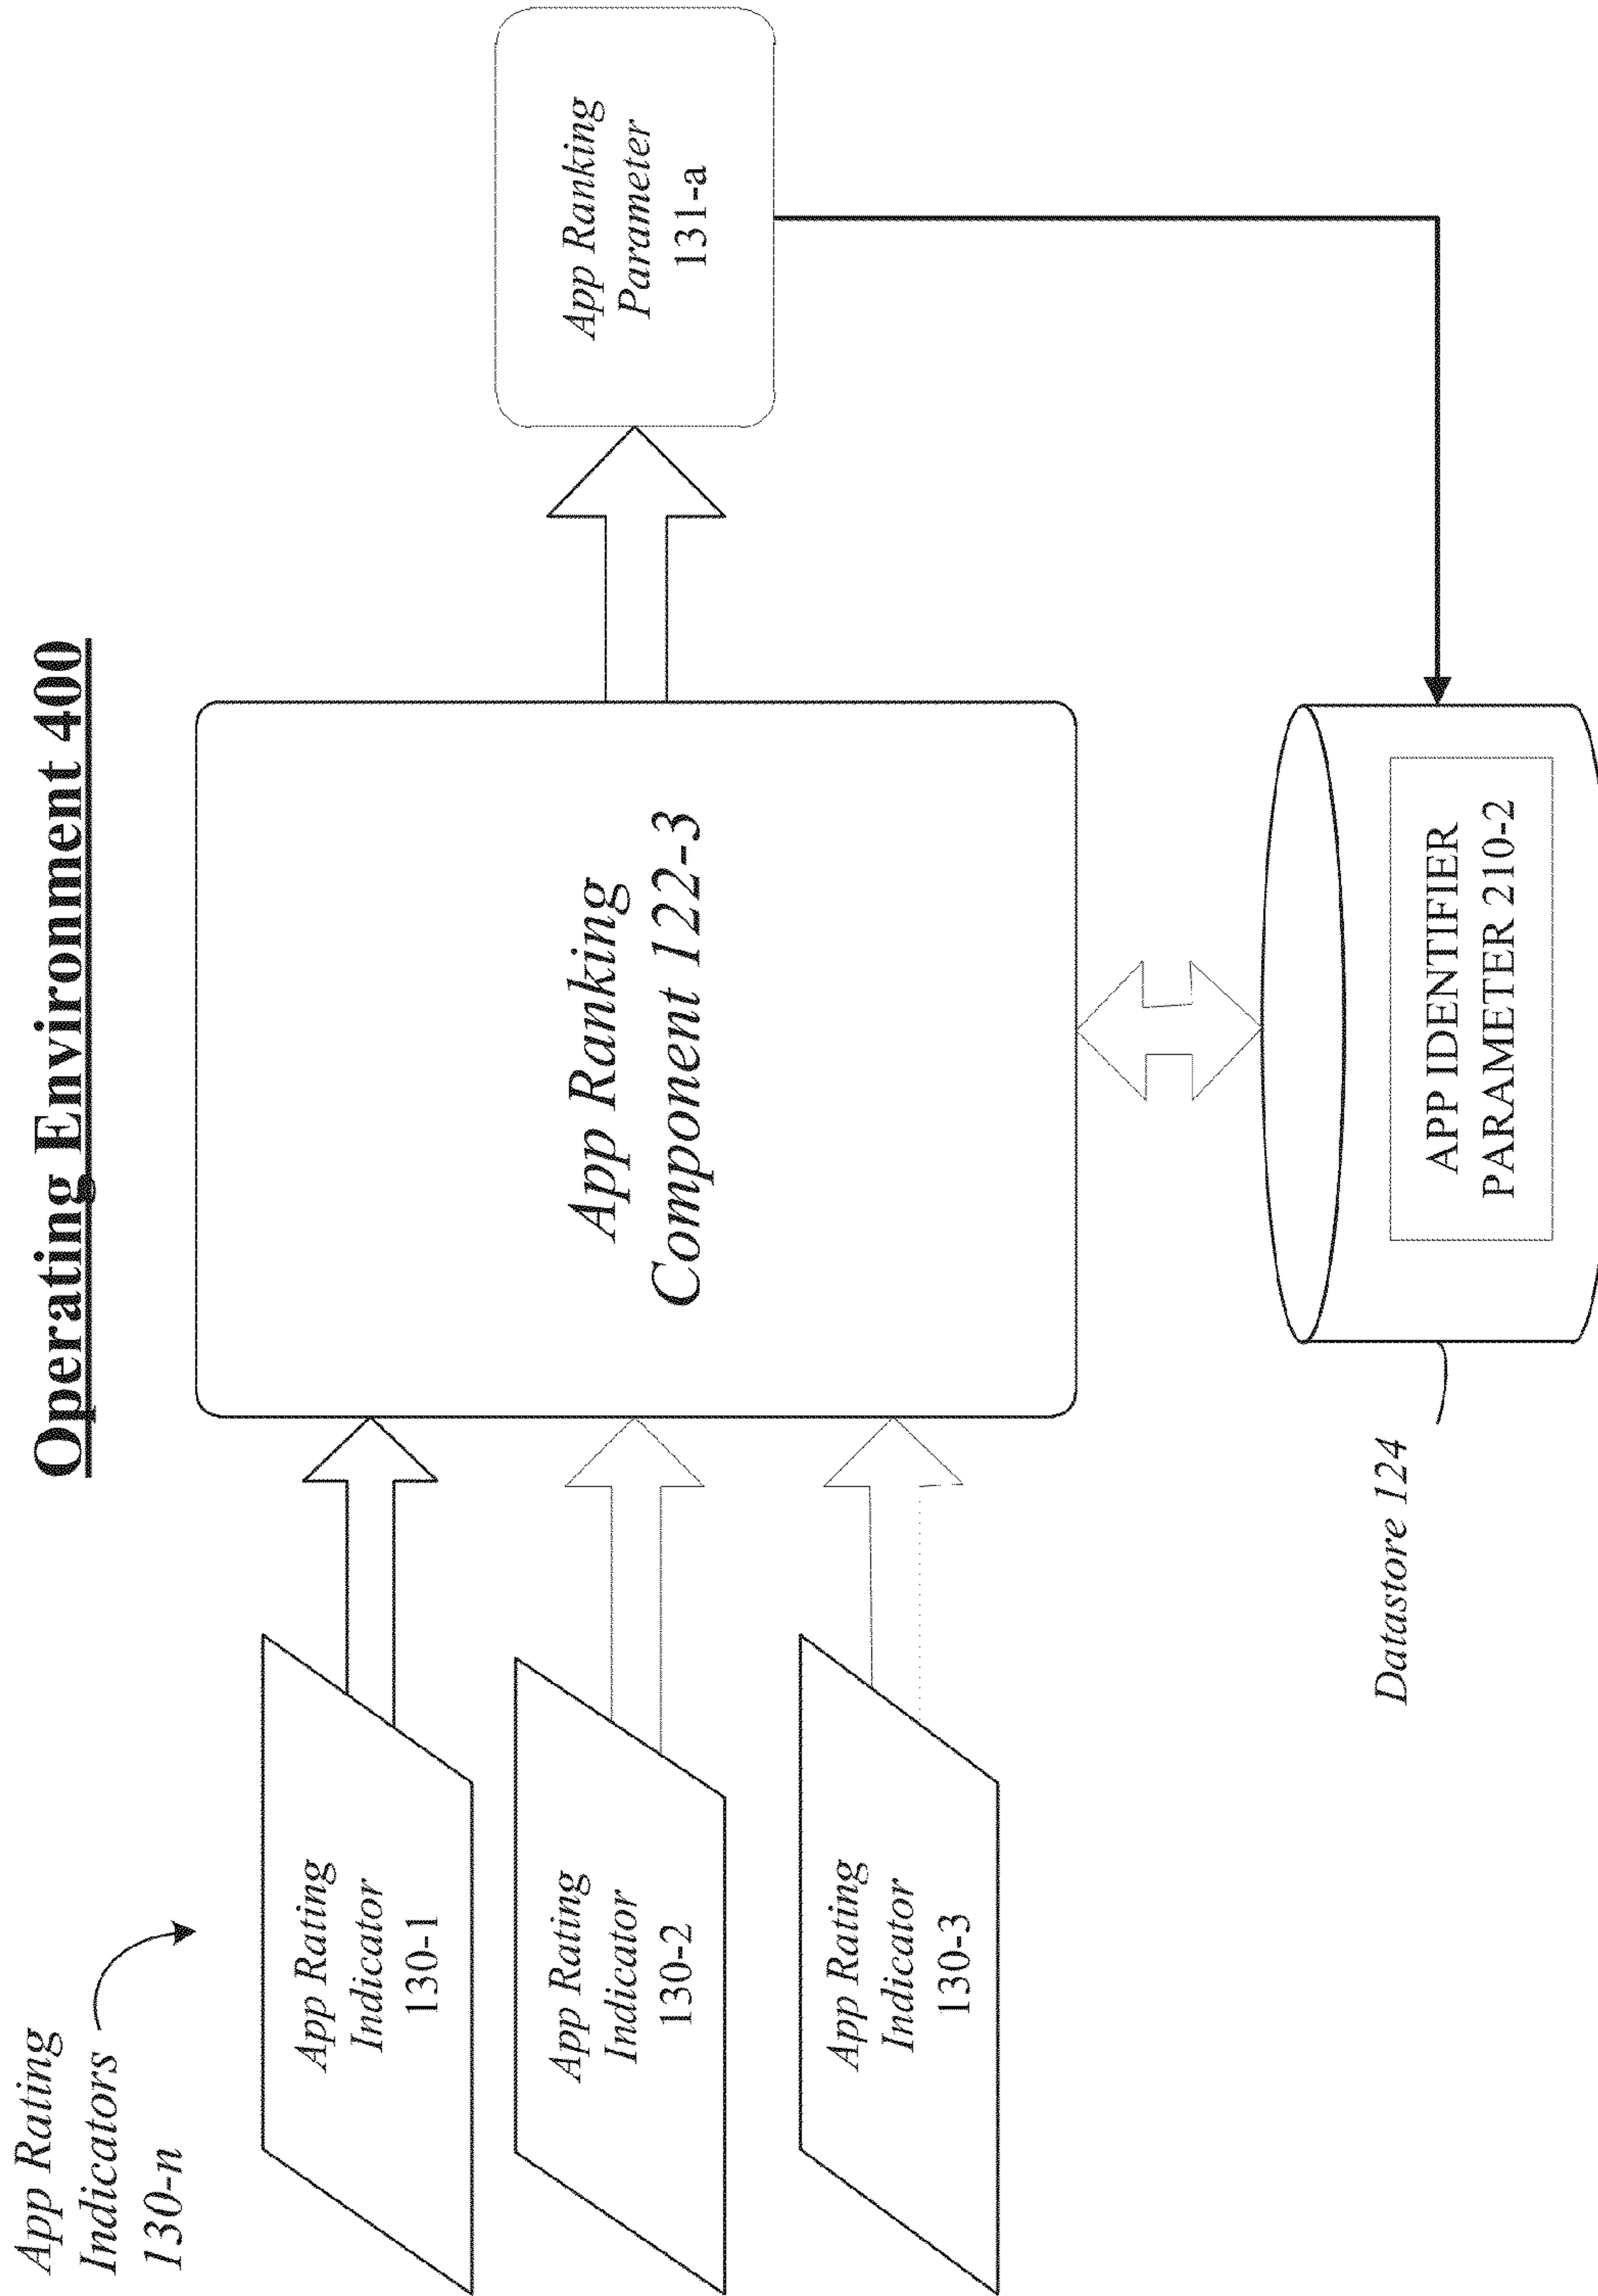 Operating Environment 400
App Rating
Indicators
130-n
App Rating
Indicator
130-1
App Rating
Indicator
130-2
App Rating
Indicator
130-3
App Ranking
Component 122-3
App Ranking
Parameter
131-a
Datastore 124
APP IDENTIFIER
PARAMETER 210-2